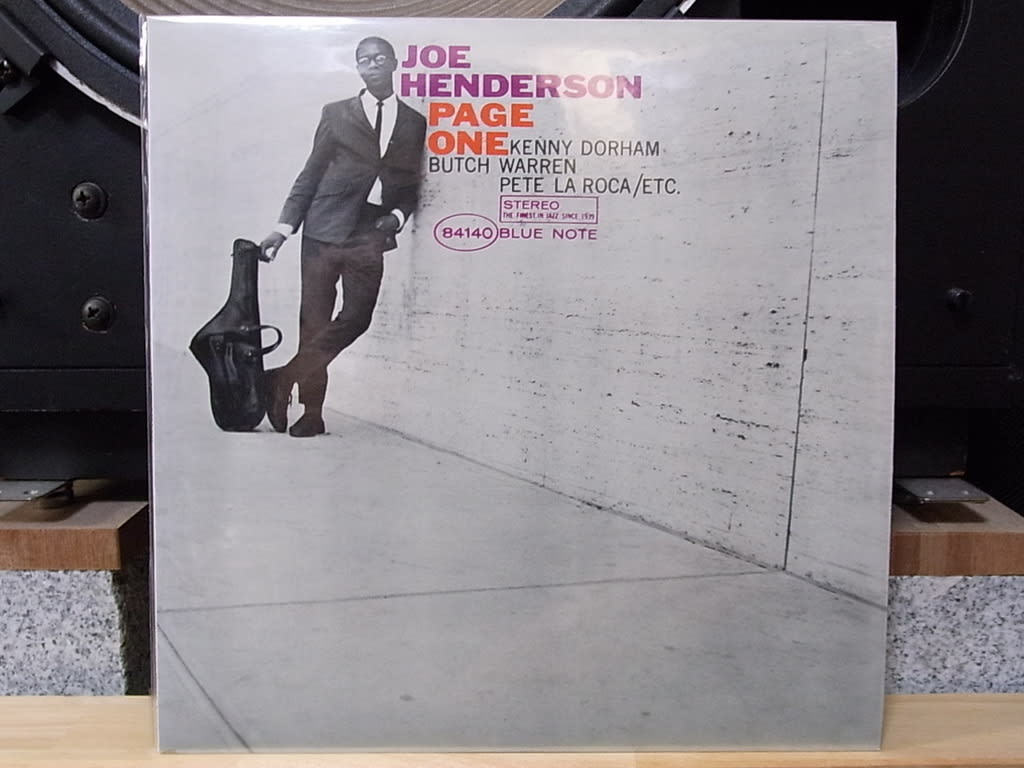 JOE
HENDERSON
PAGE
ONE KENNY DORHAM
BUTCH WARREN
PETE LA ROCA/ETC.
STEREO
THE FINEST IN JAZZ SINCE 1939
84140 BLUE NOTE